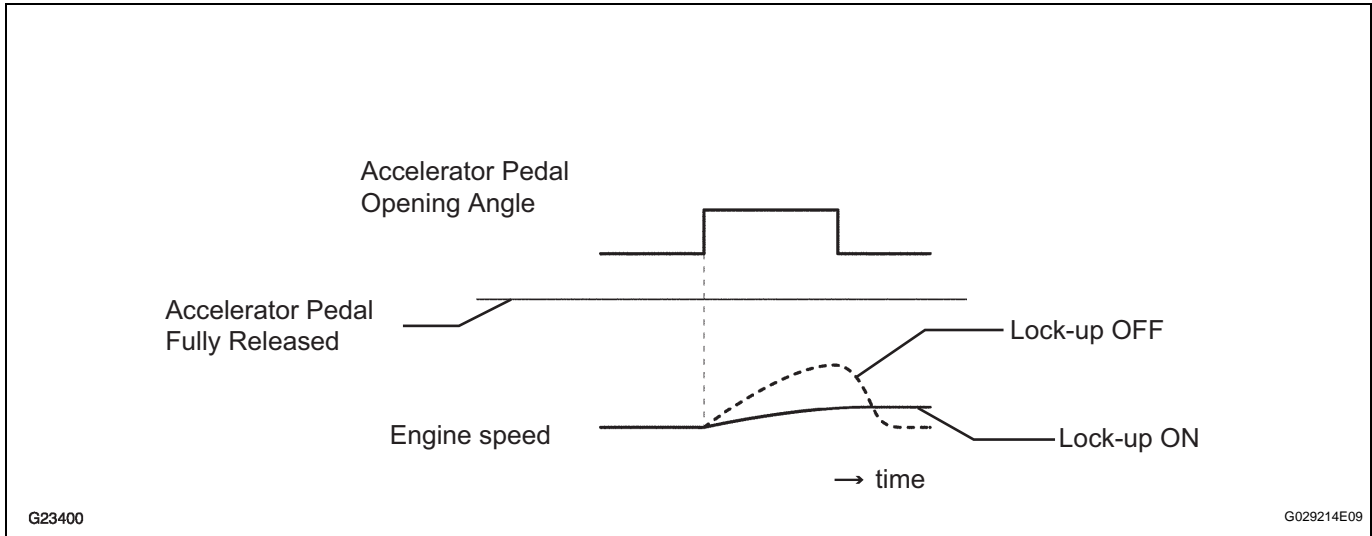 Accelerator Pedal
Opening Angle
Accelerator Pedal
Fully Released
Lock-up OFF
Engine speed
Lock-up ON
→ time
G23400
G029214E09